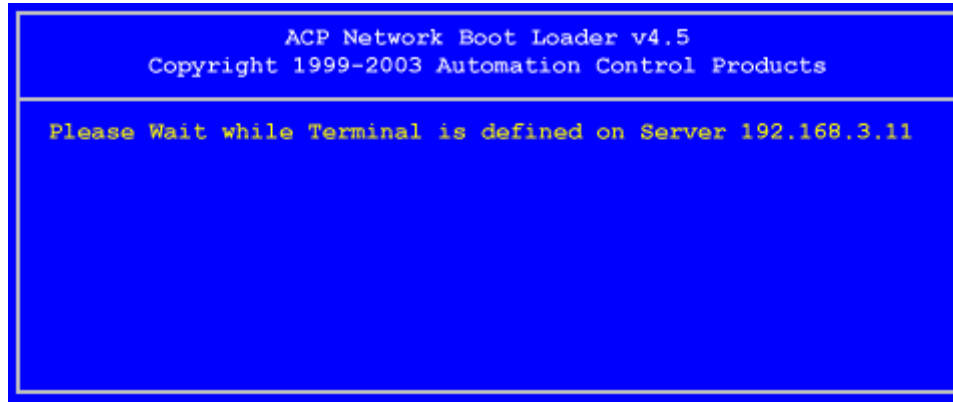 ACP Network Boot Loader v4.5
Copyright 1999-2003 Automation Control Products
Please Wait while Terminal is defined on Server 192.168.3.11